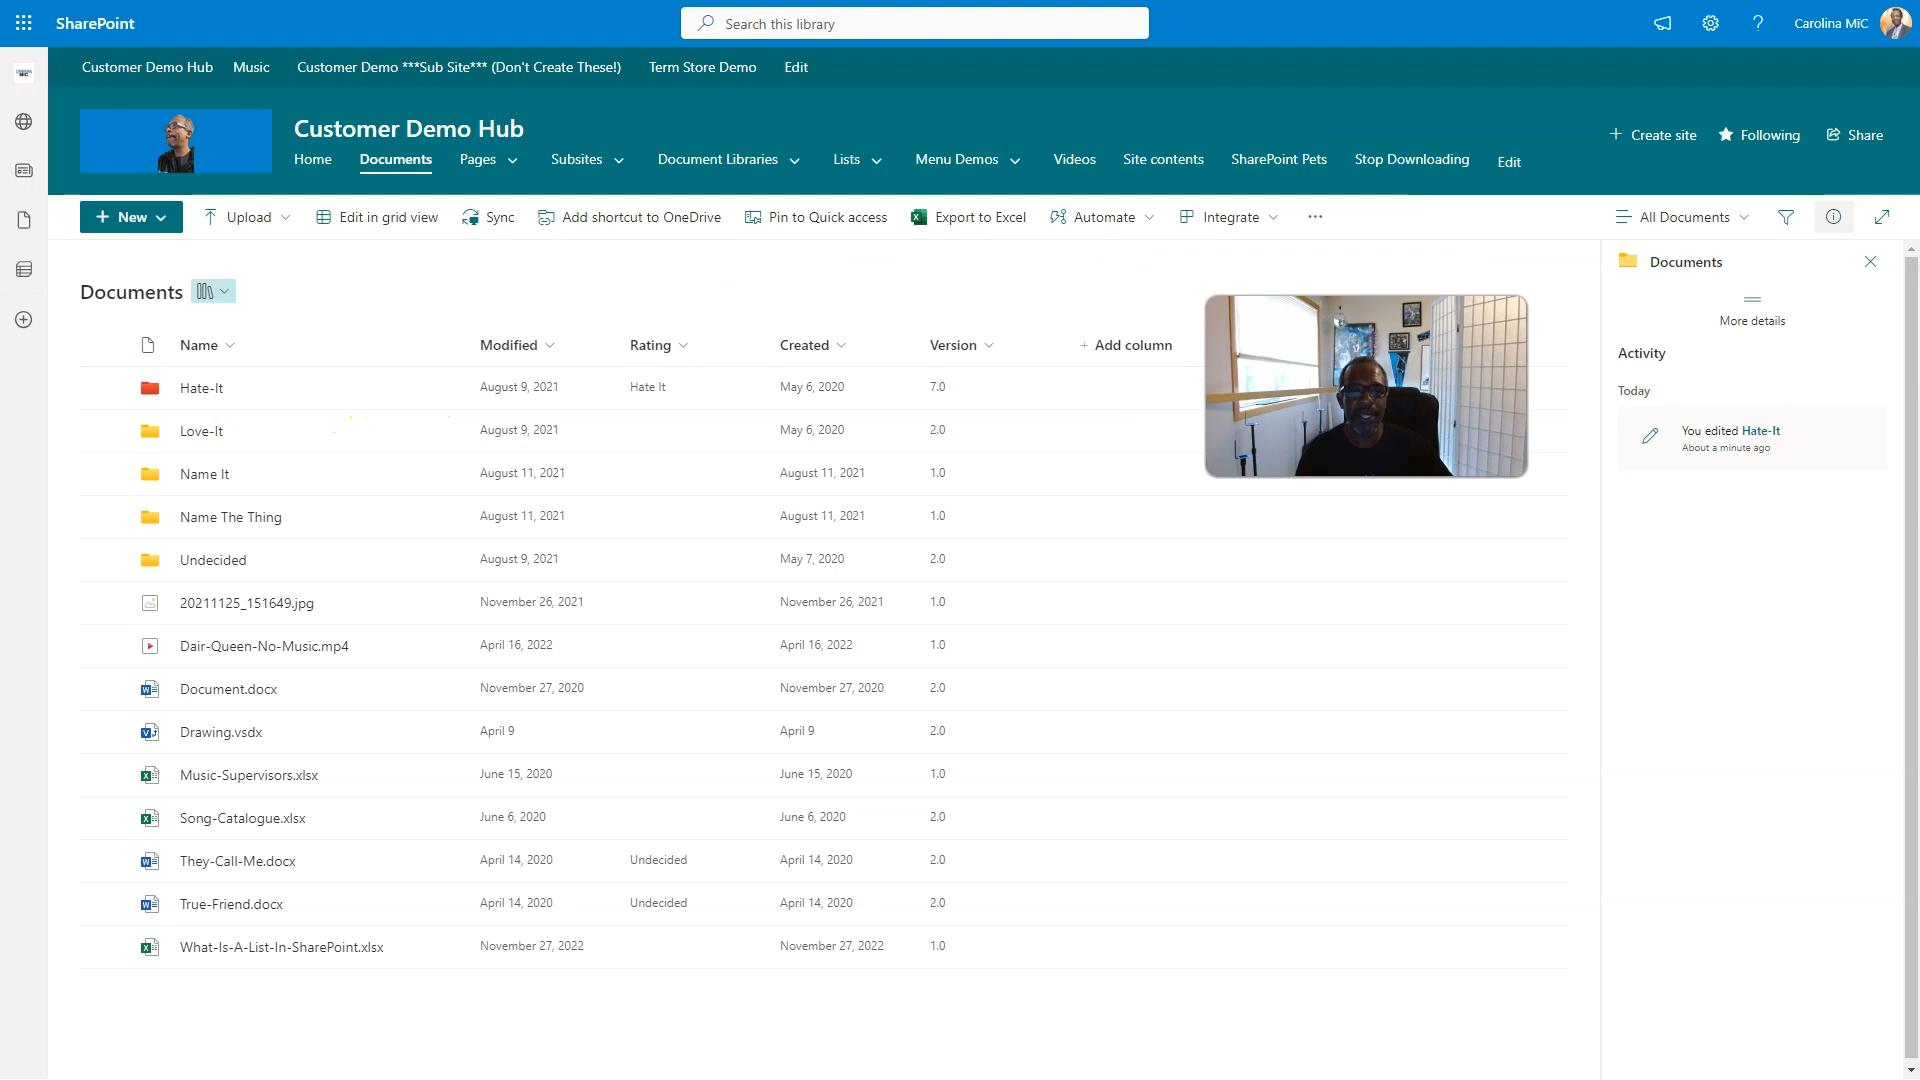 SharePoint
Search this library
Carolina MiC
Customer Demo Hub Music Customer Demo ***Sub Site*** (Don't Create These!) Term Store Demo Edit
Customer Demo Hub
Create site Following Share
Home Documents Pages Subsites Document Libraries Lists Menu Demos Videos Site contents SharePoint Pets Stop Downloading Edit
New Upload Edit in grid view Sync Add shortcut to OneDrive Pin to Quick access Export to Excel Automate Integrate ... All Documents
Documents
Name Modified Rating Created Version + Add column
Hate-It August 9, 2021 Hate It May 6, 2020 7.0
Love-It August 9, 2021 May 6, 2020 2.0
Name It August 11, 2021 August 11, 2021 1.0
Name The Thing August 11, 2021 August 11, 2021 1.0
Undecided August 9, 2021 May 7, 2020 2.0
20211125_151649.jpg November 26, 2021 November 26, 2021 1.0
Dair-Queen-No-Music.mp4 April 16, 2022 April 16, 2022 1.0
Document.docx November 27, 2020 November 27, 2020 2.0
Drawing.vsdx April 9 April 9 2.0
Music-Supervisors.xlsx June 15, 2020 June 15, 2020 1.0
Song-Catalogue.xlsx June 6, 2020 June 6, 2020 2.0
They-Call-Me.docx April 14, 2020 Undecided April 14, 2020 2.0
True-Friend.docx April 14, 2020 Undecided April 14, 2020 2.0
What-Is-A-List-In-SharePoint.xlsx November 27, 2022 November 27, 2022 1.0
Documents
More details
Activity
Today
You edited Hate-It
About a minute ago